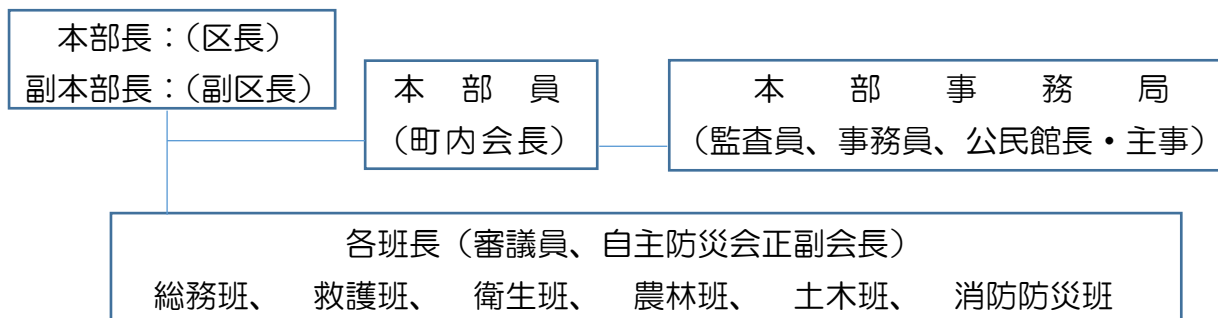 本部長：（区長）
副本部長：（副区長）
本部員
（町内会長）
本部事務局
（監査員、事務員、公民館長・主事）
各班長（審議員、自主防災会正副会長）
総務班、 救護班、 衛生班、 農林班、 土木班、 消防防災班